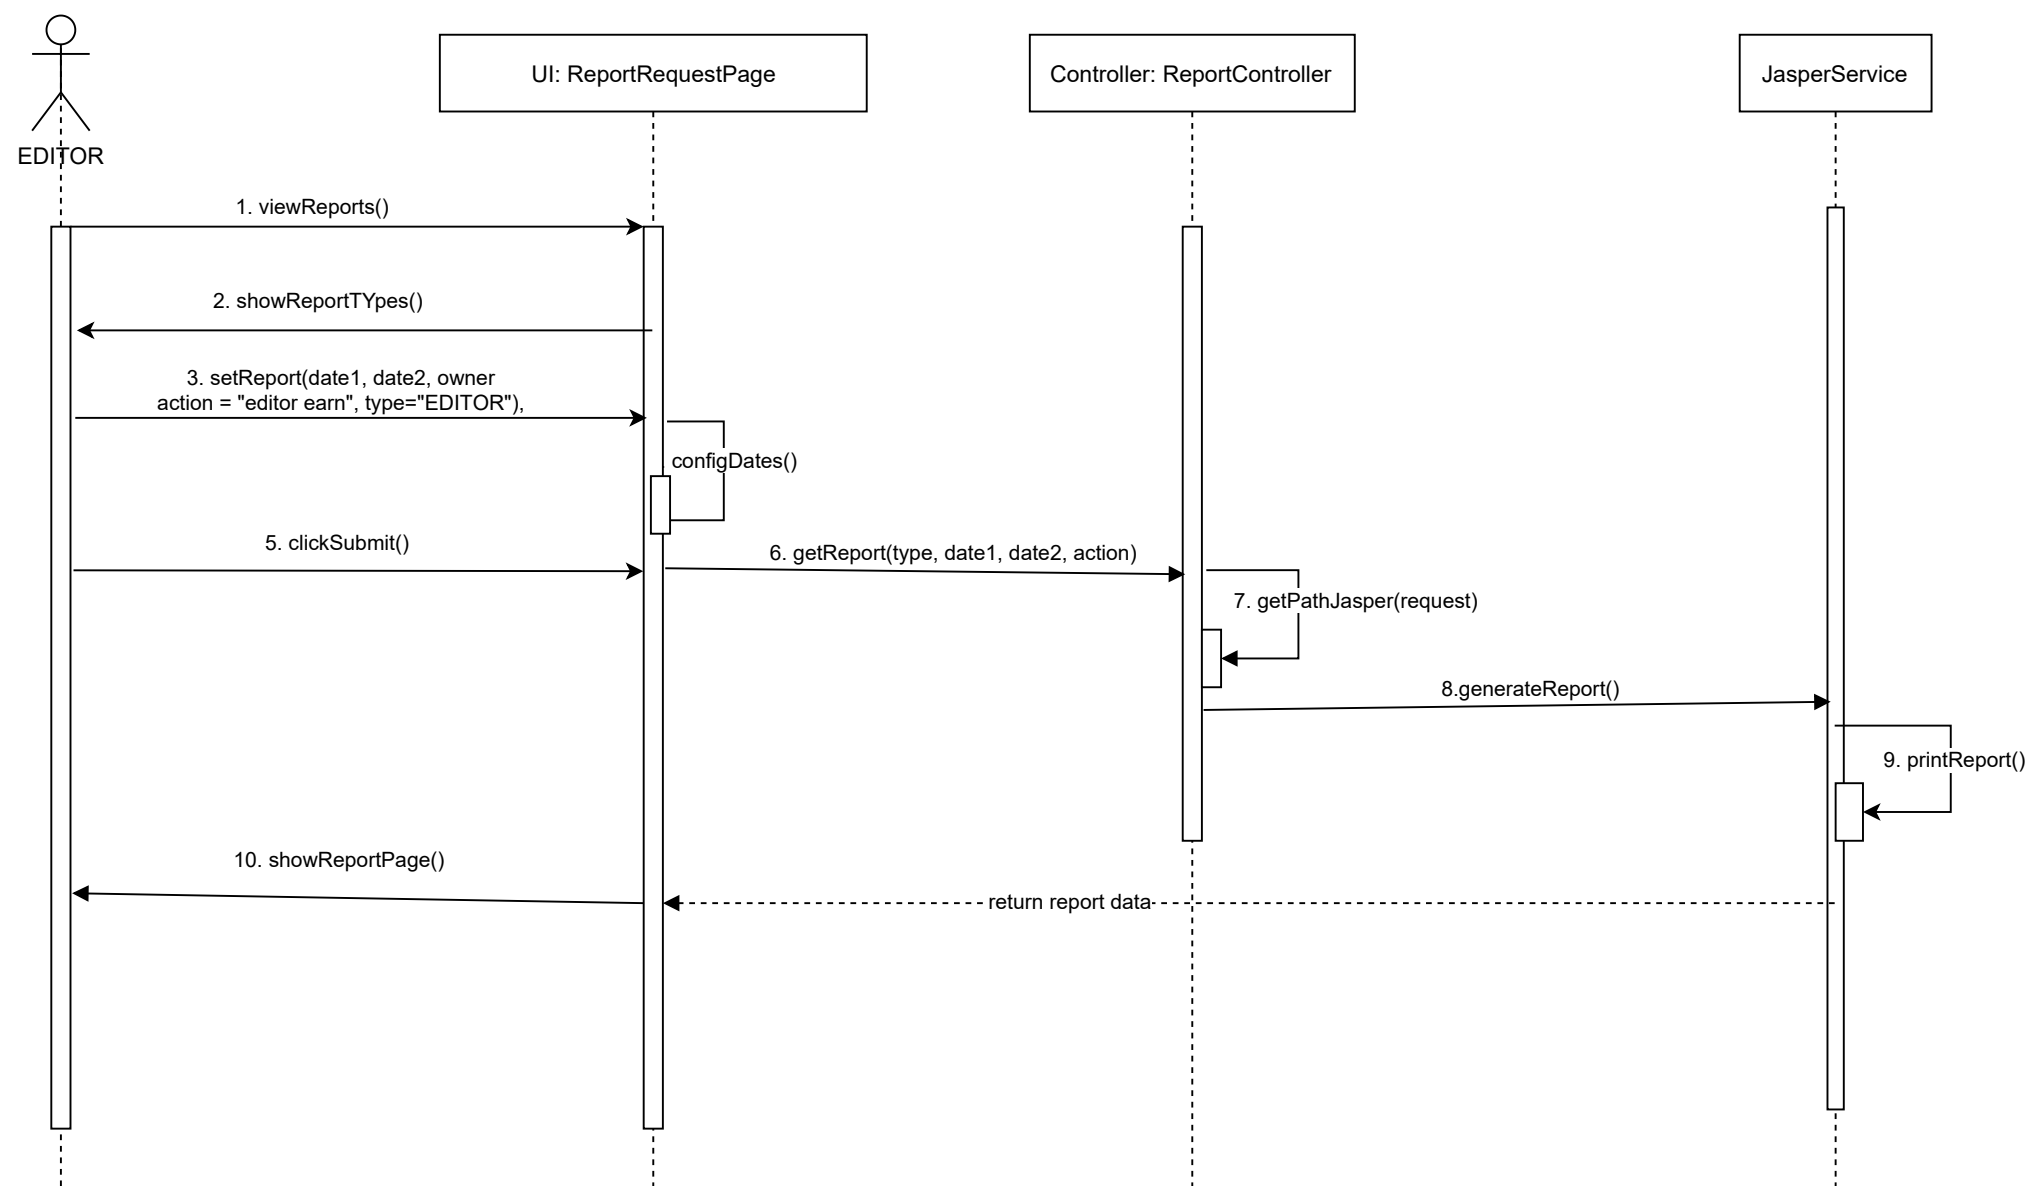 EDITOR
UI: ReportRequestPage
Controller: ReportController
JasperService
1. viewReports()
2. showReportTYpes()
3. setReport(date1, date2, owner
action = "editor earn", type="EDITOR"),
configDates()
5. clickSubmit()
6. getReport(type, date1, date2, action)
7. getPathJasper(request)
8.generateReport()
9. printReport()
10. showReportPage()
return report data